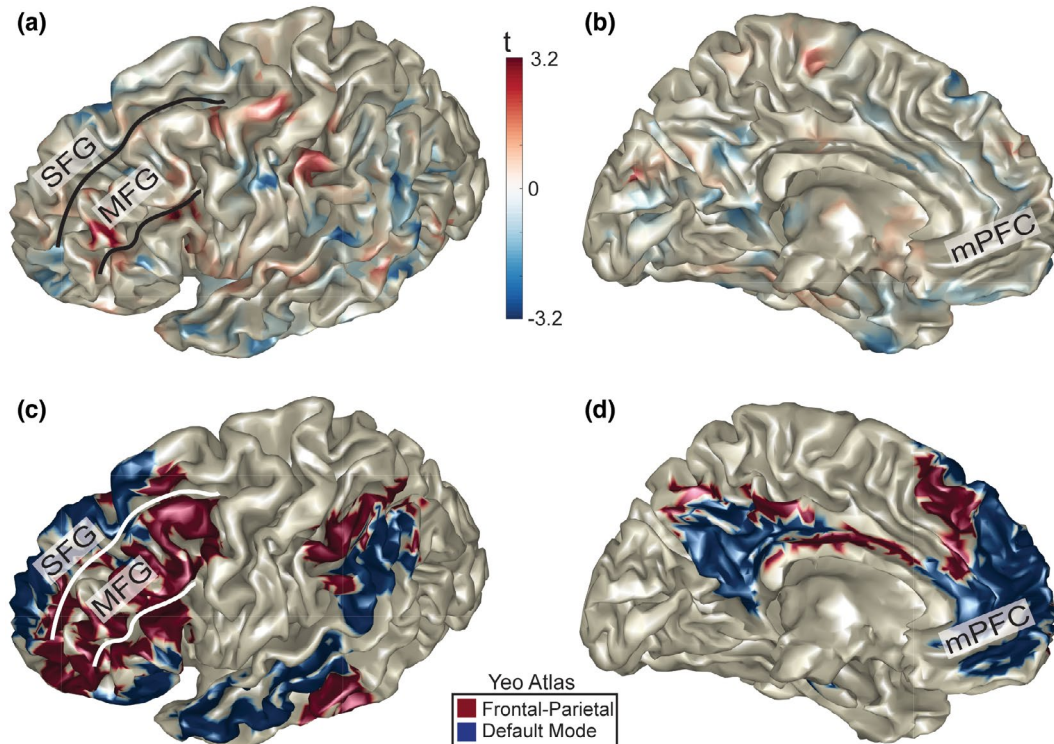 (a)
(b)
t
3.2
0
-3.2
SFG
MFG
mPFC
(c)
(d)
SFG
MFG
mPFC
Yeo Atlas
Frontal-Parietal
Default Mode